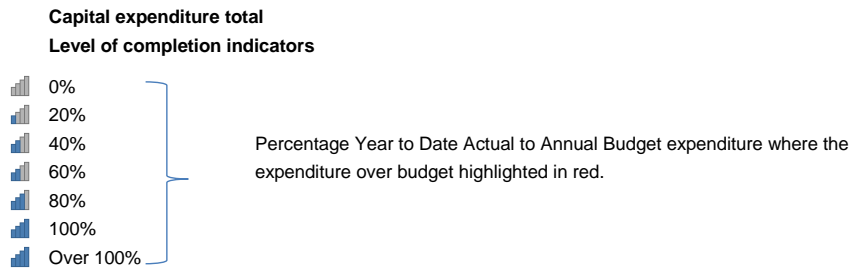 Capital expenditure total
Level of completion indicators
0%
20%
40%
60%
80%
100%
Over 100%
Percentage Year to Date Actual to Annual Budget expenditure where the
expenditure over budget highlighted in red.